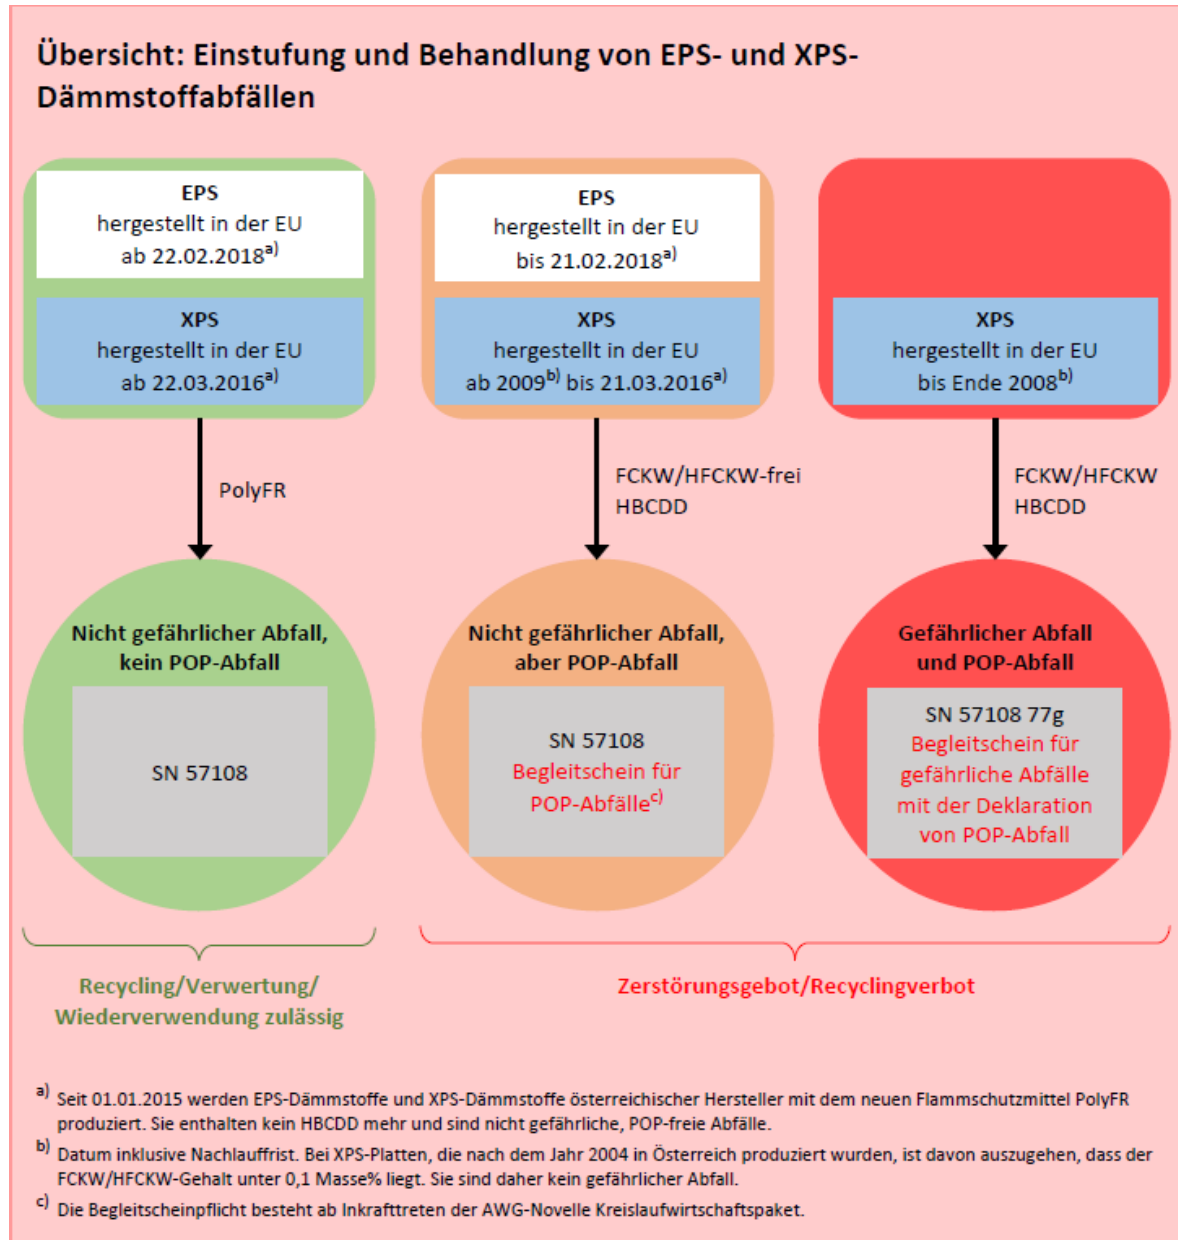 Übersicht: Einstufung und Behandlung von EPS- und XPS-
Dämmstoffabfällen
EPS
hergestellt in der EU
ab 22.02.2018a)
XPS
hergestellt in der EU
ab 22.03.2016a)
EPS
hergestellt in der EU
bis 21.02.2018a)
XPS
hergestellt in der EU
ab 2009b) bis 21.03.2016a)
XPS
hergestellt in der EU
bis Ende 2008b)
PolyFR
FCKW/HFCKW-frei
HBCDD
FCKW/HFCKW
HBCDD
Nicht gefährlicher Abfall,
kein POP-Abfall
SN 57108
Nicht gefährlicher Abfall,
aber POP-Abfall
SN 57108
Begleitschein für
POP-Abfällec)
Gefährlicher Abfall
und POP-Abfall
SN 57108 77g
Begleitschein für
gefährliche Abfälle
mit der Deklaration
von POP-Abfall
Recycling/Verwertung/
Wiederverwendung zulässig
Zerstörungsgebot/Recyclingverbot
a) Seit 01.01.2015 werden EPS-Dämmstoffe und XPS-Dämmstoffe österreichischer Hersteller mit dem neuen Flammschutzmittel PolyFR
produziert. Sie enthalten kein HBCDD mehr und sind nicht gefährliche, POP-freie Abfälle.
b) Datum inklusive Nachlauffrist. Bei XPS-Platten, die nach dem Jahr 2004 in Österreich produziert wurden, ist davon auszugehen, dass der
FCKW/HFCKW-Gehalt unter 0,1 Masse% liegt. Sie sind daher kein gefährlicher Abfall.
c) Die Begleitscheinpflicht besteht ab Inkrafttreten der AWG-Novelle Kreislaufwirtschaftspaket.